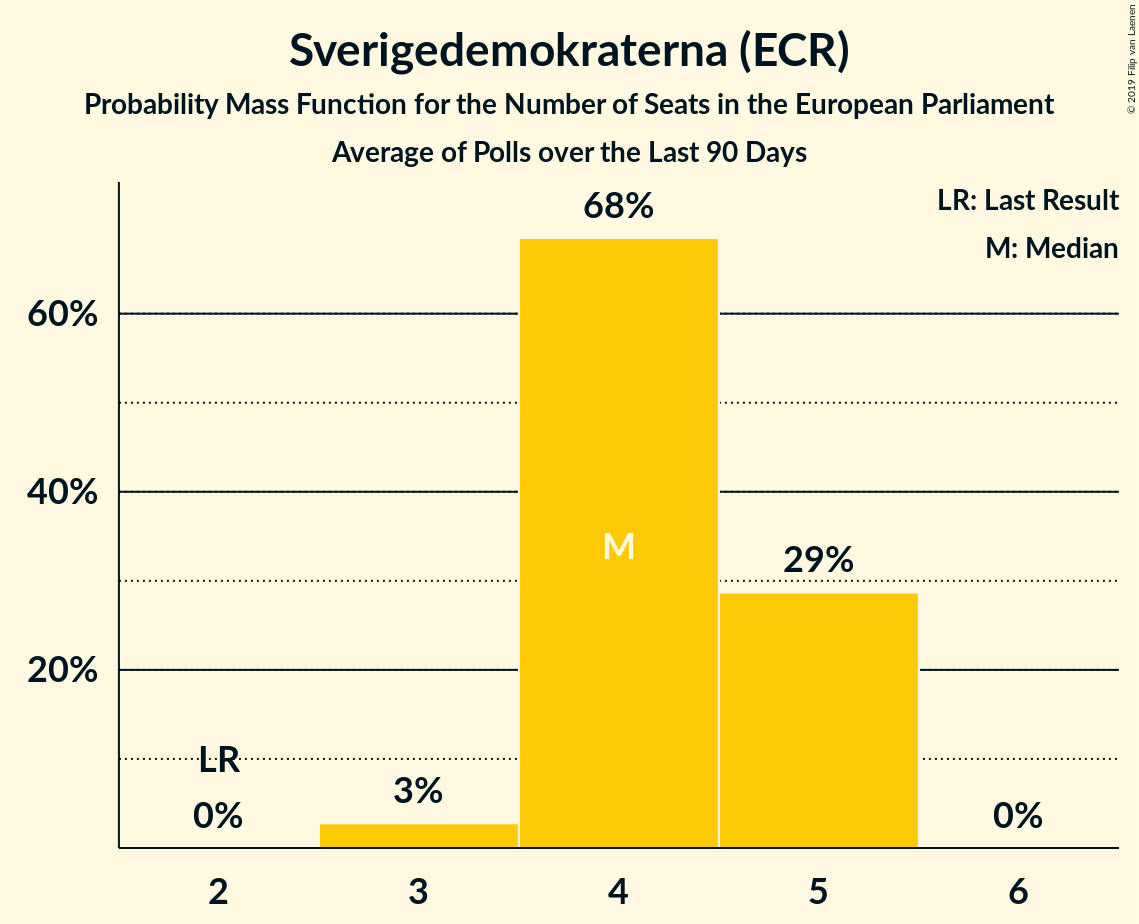 Sverigedemokraterna (ECR)
Probability Mass Function for the Number of Seats in the European Parliament
Average of Polls over the Last 90 Days
© 2019 Filip van Laenen
LR: Last Result
M: Median
68%
60%
40%
M
29%
20%
LR
3%
0%
0%
2 3 4 5 6